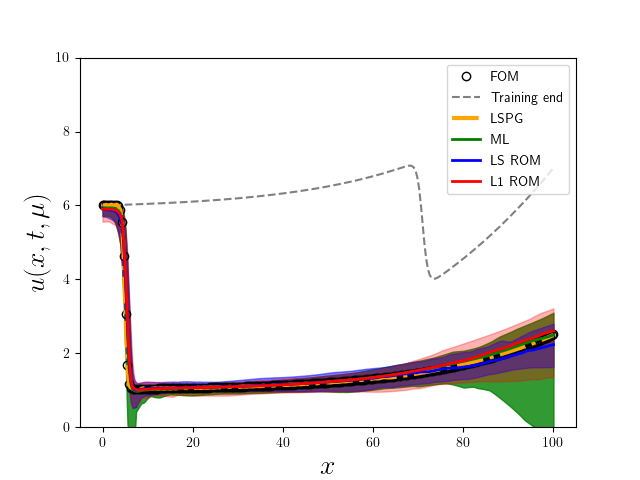 10
8
6
4
2
0
u(x, t, μ)
0 20 40 60 80 100
x
FOM
Training end
LSPG
ML
LS ROM
L1 ROM